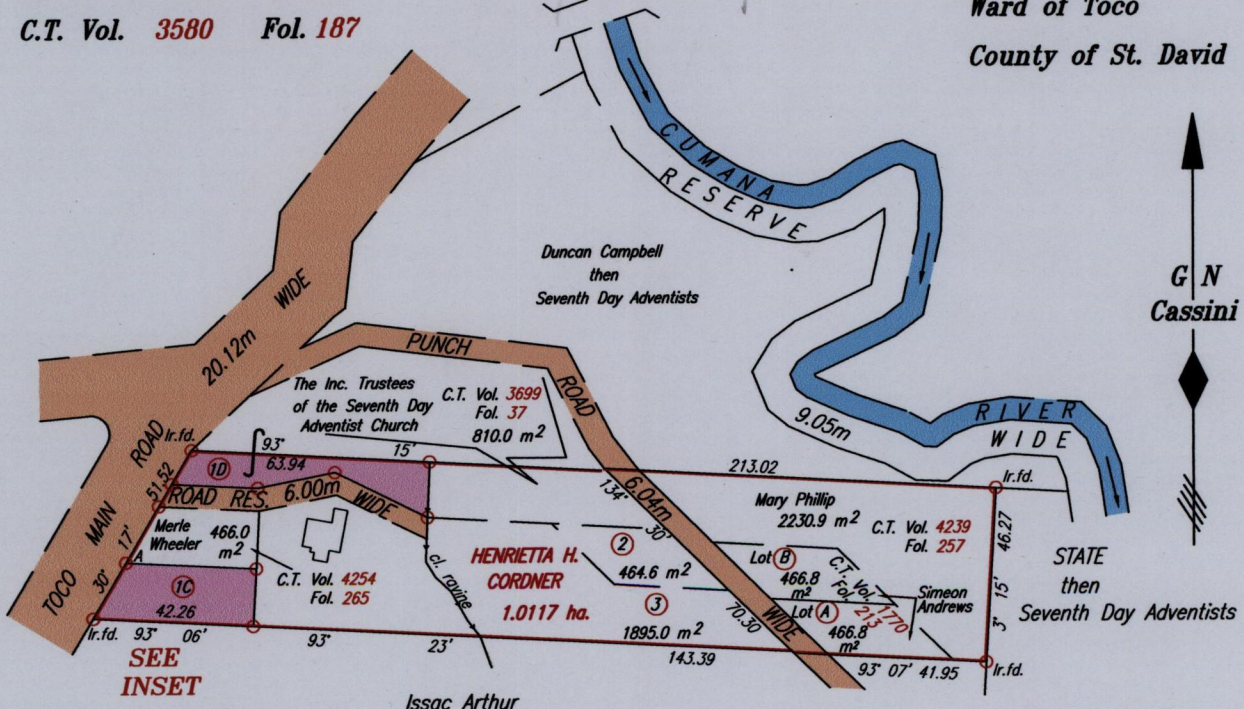 C.T. Vol. 3580 Fol. 187
Ward of Toco
County of St. David
CUMANA
RESERVE
G N
Cassini
Duncan Campbell
then
Seventh Day Adventists
20.12m WIDE
PUNCH
ROAD
The Inc. Trustees
of the Seventh Day
Adventist Church
C.T. Vol. 3699
Fol. 37
810.0 m²
RIVER
WIDE
9.05m
TOCO MAIN ROAD
Ir.fd.
93°
15'
63.94
1D
213.02
Ir.fd.
51.52
17'
30'
ROAD RES. 6.00m WIDE
134°
6.04m
30'
Mary Phillip
2230.9 m²
C.T. Vol. 4239
Fol. 257
46.27
15'
3°
Merle
Wheeler
466.0
m²
A
C.T. Vol. 4254
Fol. 265
cl. ravine
HENRIETTA H.
CORDNER
1.0117 ha.
2
464.6 m²
3
1895.0 m²
70.30
WIDE
Lot B
466.8
m²
C.T. Vol. 1770
Fol. 213
Lot A
466.8
m²
Simeon
Andrews
STATE
then
Seventh Day Adventists
1C
42.26
Ir.fd.
93° 06'
93°
23'
143.39
93° 07' 41.95
Ir.fd.
SEE
INSET
Issac Arthur